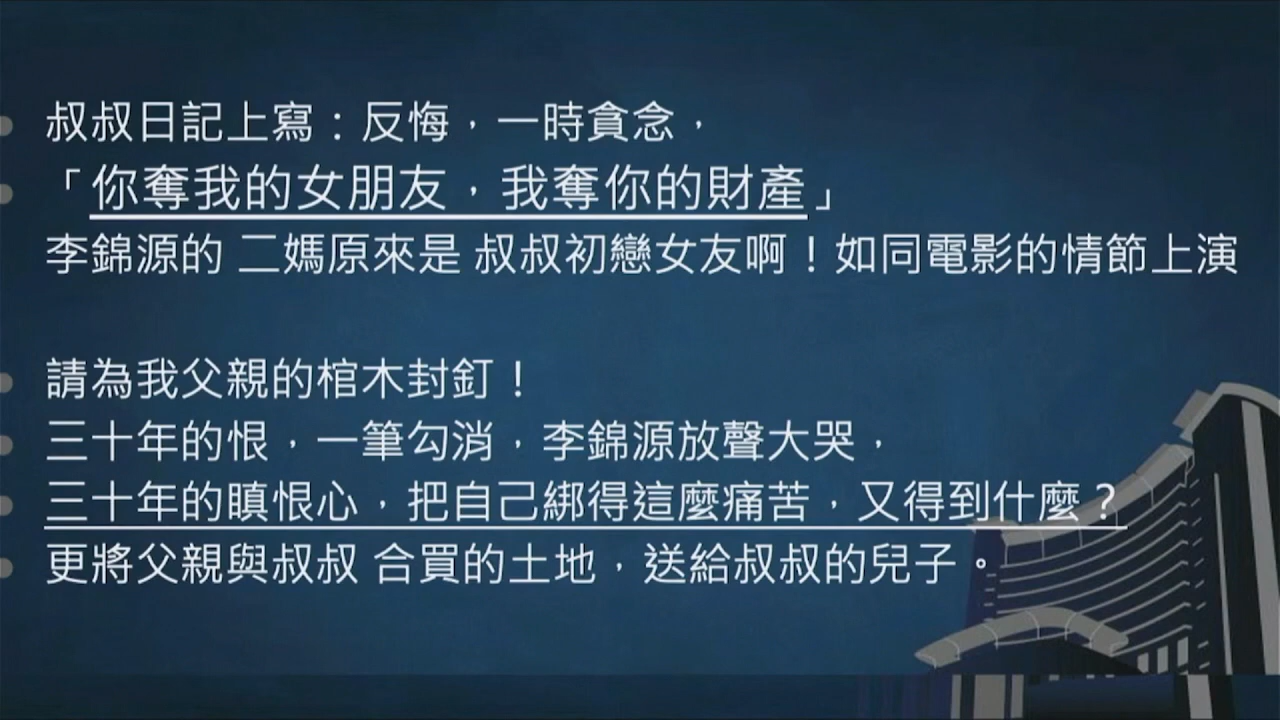 叔叔日記上寫：反悔，一時貪念，
「你奪我的女朋友，我奪你的財產」
李錦源的 二媽原來是 叔叔初戀女友啊！如同電影的情節上演
請為我父親的棺木封釘！
三十年的恨，一筆勾消，李錦源放聲大哭，
三十年的瞋恨心，把自己綁得這麼痛苦，又得到什麼？
更將父親與叔叔 合買的土地，送給叔叔的兒子。